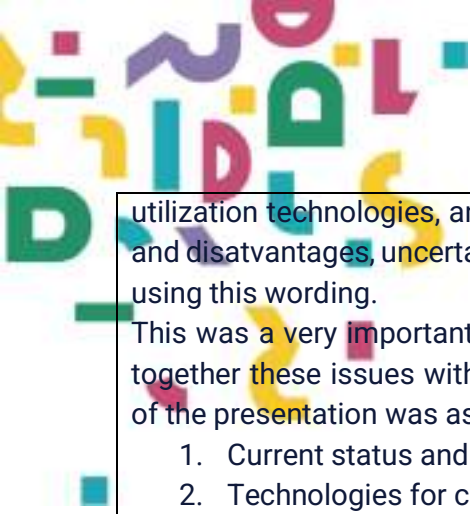 utilization technologies, a
and disatvantages, uncerta
using this wording.
This was a very important
together these issues with
of the presentation was as
1. Current status and
2. Technologies for c